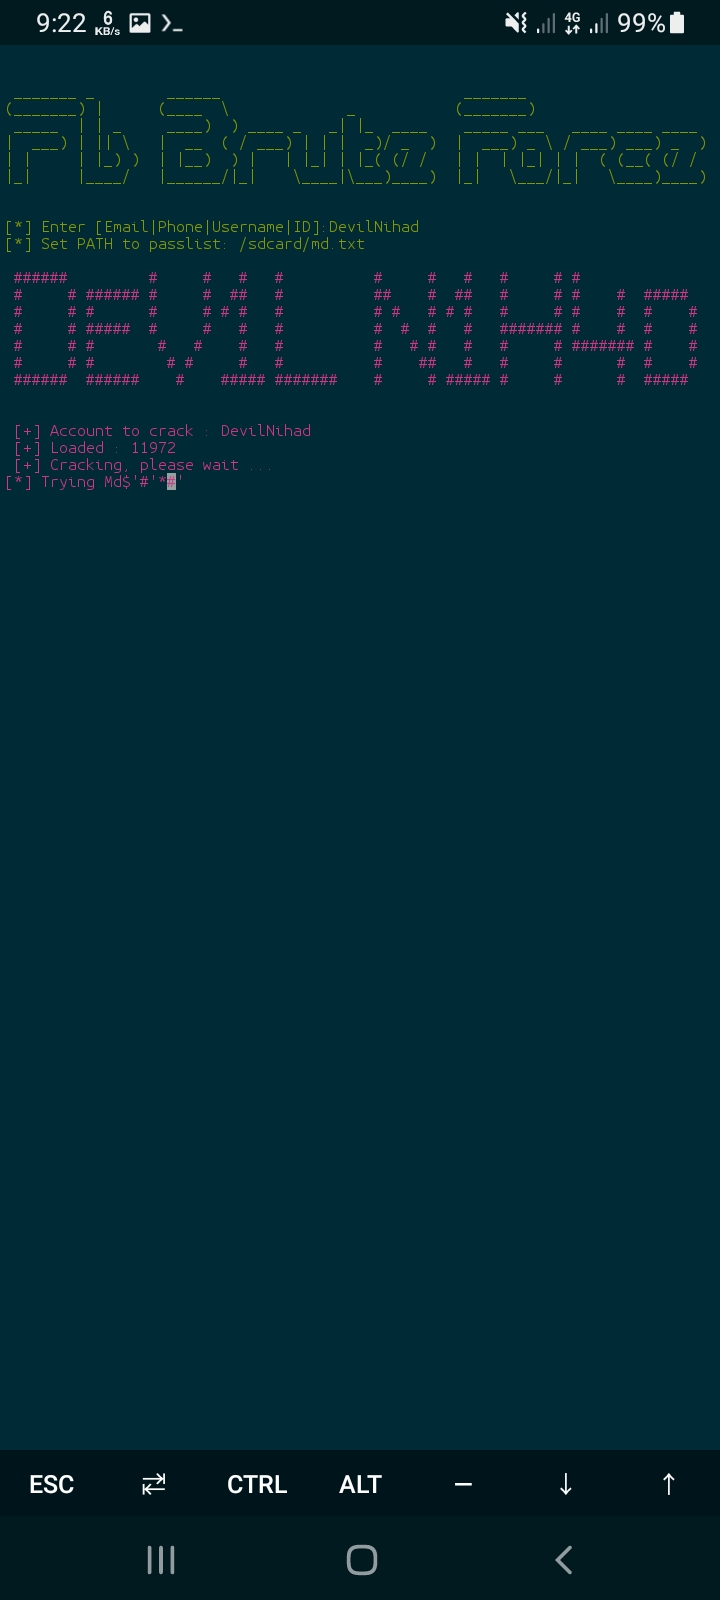 9:22 6 KB/s 4G 99%
Fb Brute Force
[*] Enter [Email|Phone|Username|ID]:DevilNihad
[*] Set PATH to passlist: /sdcard/md.txt
DEVIL NIHAD
[+] Account to crack : DevilNihad
[+] Loaded : 11972
[+] Cracking, please wait ...
[*] Trying Md$'#'*#'
ESC CTRL ALT –